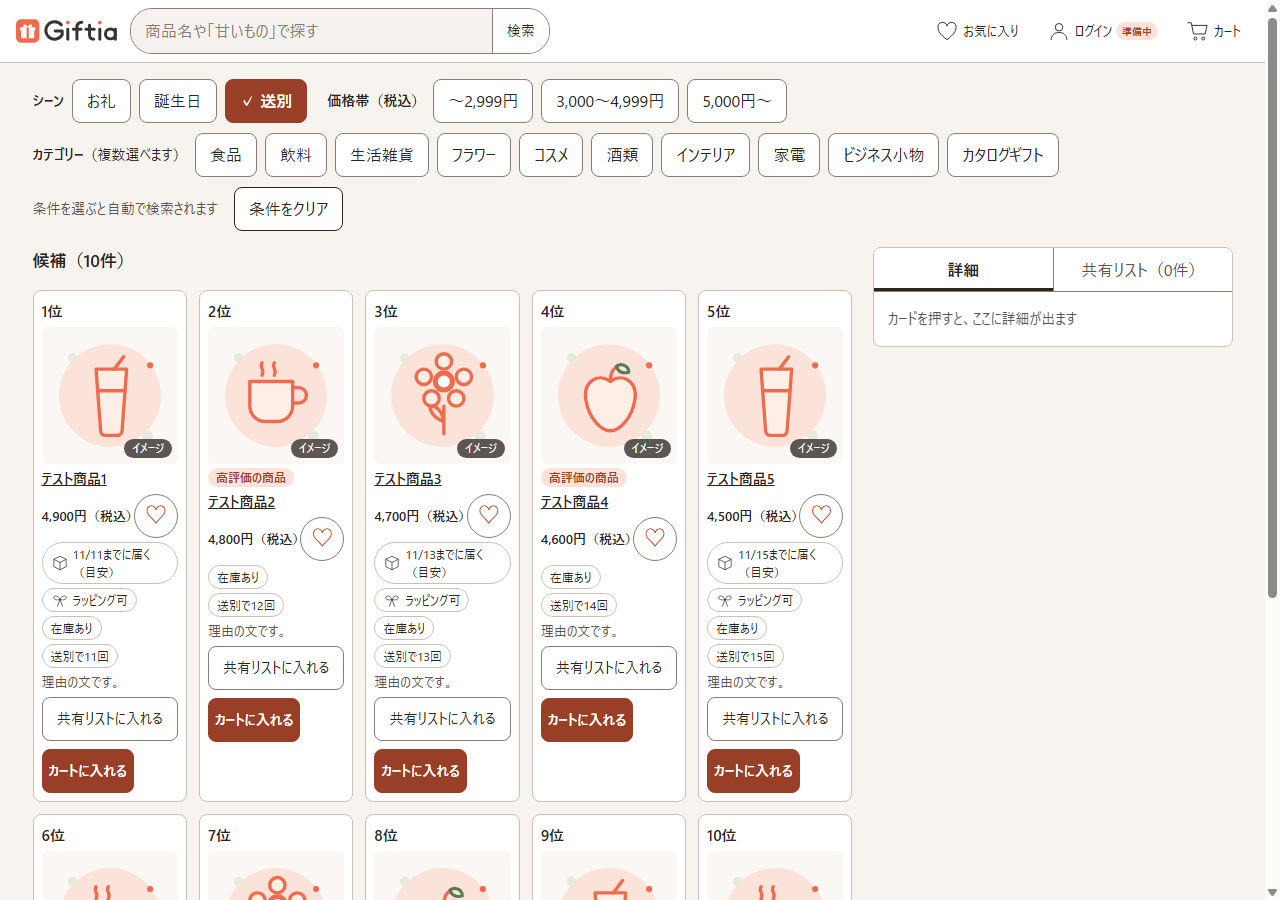 Giftia
商品名や「甘いもの」で探す
検索
お気に入り
ログイン 準備中
カート
シーン お礼 誕生日 ✓ 送別 価格帯（税込） ～2,999円 3,000～4,999円 5,000円～
カテゴリー（複数選べます） 食品 飲料 生活雑貨 フラワー コスメ 酒類 インテリア 家電 ビジネス小物 カタログギフト
条件を選ぶと自動で検索されます 条件をクリア
候補（10件）
1位
イメージ
テスト商品1
4,900円（税込）
11/11までに届く
（目安）
ラッピング可
在庫あり
送別で11回
理由の文です。
共有リストに入れる
カートに入れる
2位
イメージ
高評価の商品
テスト商品2
4,800円（税込）
在庫あり
送別で12回
理由の文です。
共有リストに入れる
カートに入れる
3位
イメージ
テスト商品3
4,700円（税込）
11/13までに届く
（目安）
ラッピング可
在庫あり
送別で13回
理由の文です。
共有リストに入れる
カートに入れる
4位
イメージ
高評価の商品
テスト商品4
4,600円（税込）
在庫あり
送別で14回
理由の文です。
共有リストに入れる
カートに入れる
5位
イメージ
テスト商品5
4,500円（税込）
11/15までに届く
（目安）
ラッピング可
在庫あり
送別で15回
理由の文です。
共有リストに入れる
カートに入れる
6位
7位
8位
9位
10位
詳細
共有リスト（0件）
カードを押すと、ここに詳細が出ます